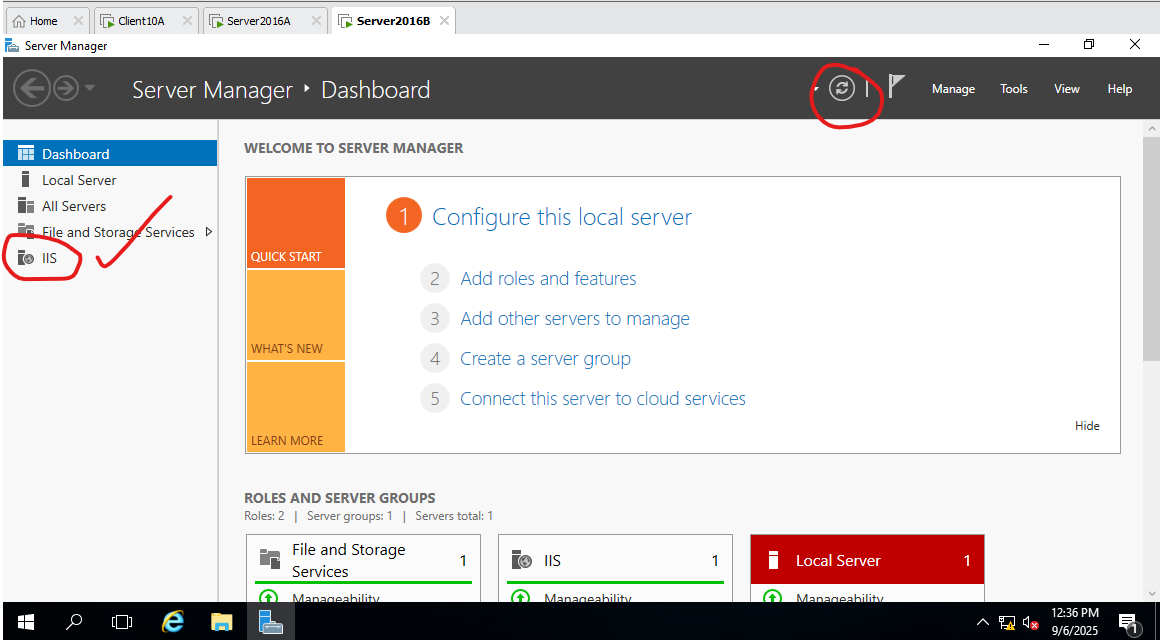 Home
Client10A
Server2016A
Server2016B
Server Manager
Server Manager ‣ Dashboard
Manage
Tools
View
Help
Dashboard
Local Server
All Servers
File and Storage Services
IIS
WELCOME TO SERVER MANAGER
QUICK START
WHAT'S NEW
LEARN MORE
1 Configure this local server
2 Add roles and features
3 Add other servers to manage
4 Create a server group
5 Connect this server to cloud services
Hide
ROLES AND SERVER GROUPS
Roles: 2 | Server groups: 1 | Servers total: 1
File and Storage
Services
1
Manageability
IIS 1
Manageability
Local Server 1
Manageability
12:36 PM
9/6/2025
1